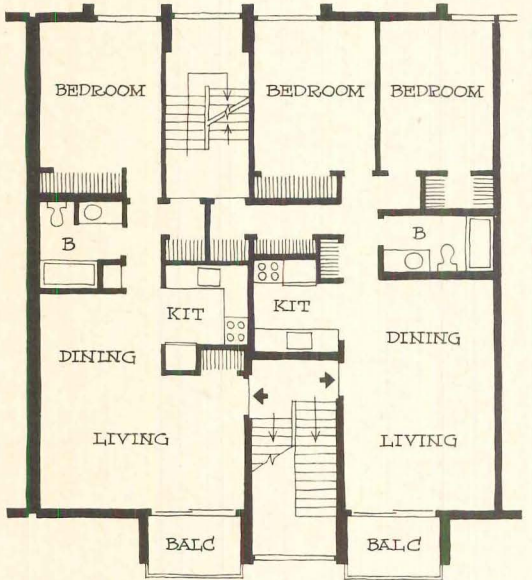 BEDROOM
BEDROOM
BEDROOM
B
B
KIT
KIT
DINING
DINING
LIVING
LIVING
BALC
BALC